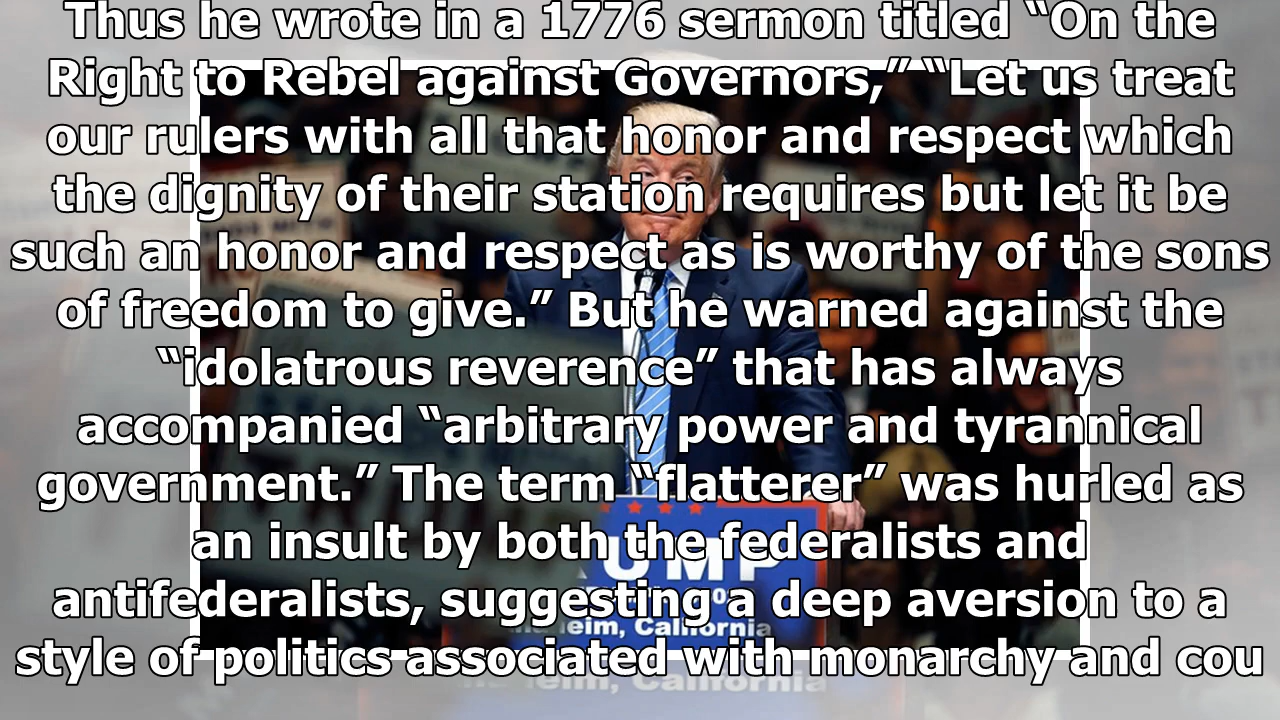 Thus he wrote in a 1776 sermon titled “On the
Right to Rebel against Governors,” “Let us treat
our rulers with all that honor and respect which
the dignity of their station requires but let it be
such an honor and respect as is worthy of the sons
of freedom to give.” But he warned against the
“idolatrous reverence” that has always
accompanied “arbitrary power and tyrannical
government.” The term “flatterer” was hurled as
an insult by both the federalists and
antifederalists, suggesting a deep aversion to a
style of politics associated with monarchy and cou
UMP
eim, California
eim, California